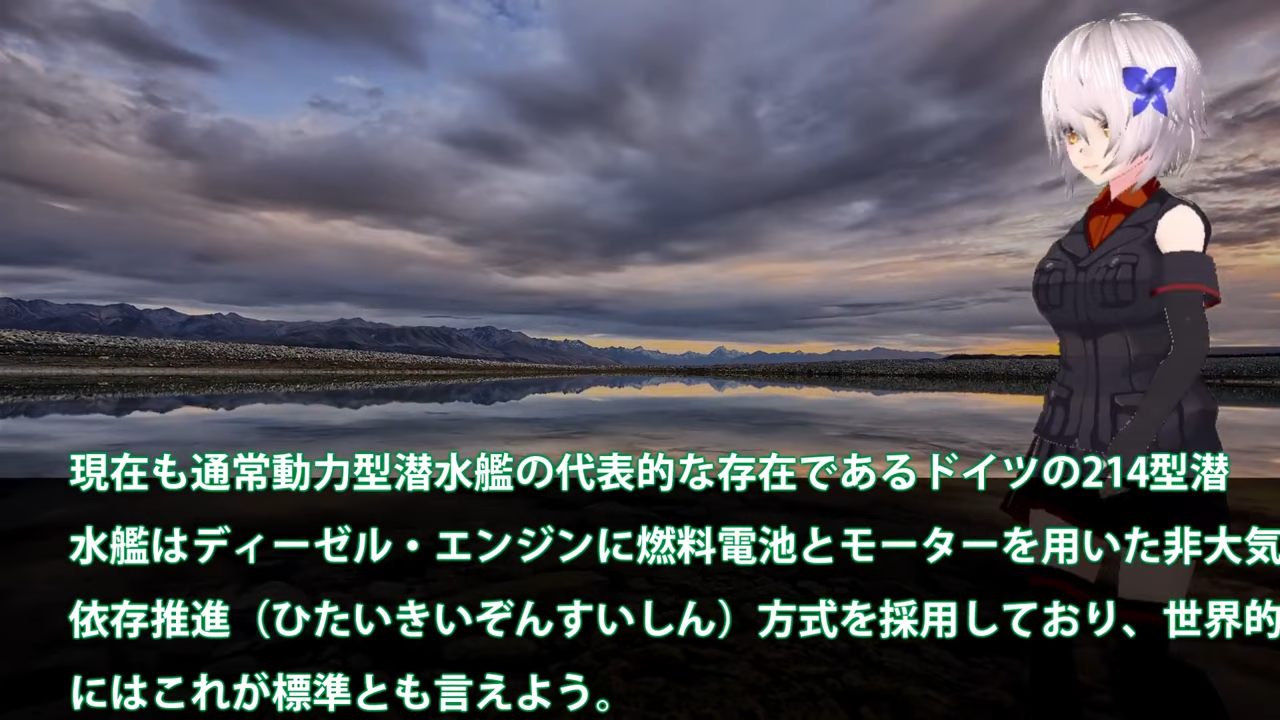 現在も通常動力型潜水艦の代表的な存在であるドイツの214型潜
水艦はディーゼル・エンジンに燃料電池とモーターを用いた非大気
依存推進（ひたいきいぞんすいしん）方式を採用しており、世界的
にはこれが標準とも言えよう。